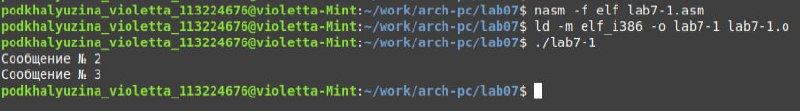 podkhalyuzina_violetta_113224676@violetta-Mint:~/work/arch-pc/lab07$ nasm -f elf lab7-1.asm
podkhalyuzina_violetta_113224676@violetta-Mint:~/work/arch-pc/lab07$ ld -m elf_i386 -o lab7-1 lab7-1.o
podkhalyuzina_violetta_113224676@violetta-Mint:~/work/arch-pc/lab07$ ./lab7-1
Сообщение № 2
Сообщение № 3
podkhalyuzina_violetta_113224676@violetta-Mint:~/work/arch-pc/lab07$